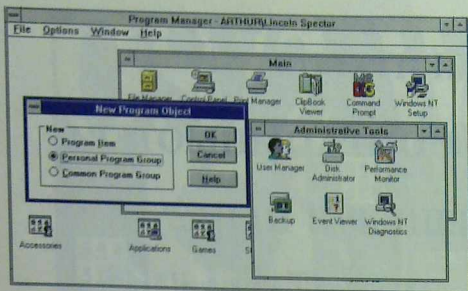 Program Manager - ARTHUR\Lincoln Spector
File Options Window Help
Main
File Manager Control Panel Print Manager ClipBook Viewer Command Prompt Windows NT Setup
New Program Object
New
Program Item
Personal Program Group
Common Program Group
OK
Cancel
Help
Administrative Tools
User Manager
Disk Administrator
Performance Monitor
Backup
Event Viewer
Windows NT Diagnostics
Accessories
Applications
Games